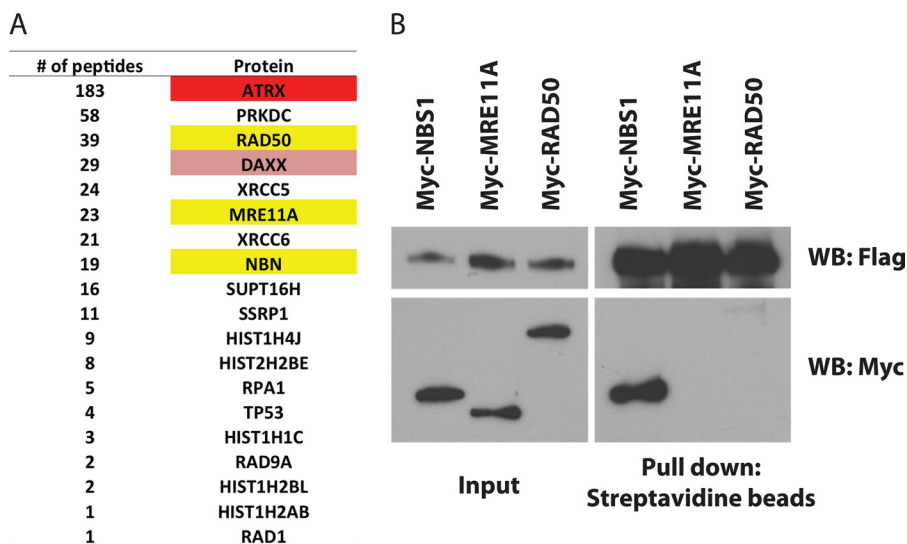 A
# of peptides Protein
183 ATRX
58 PRKDC
39 RAD50
29 DAXX
24 XRCC5
23 MRE11A
21 XRCC6
19 NBN
16 SUPT16H
11 SSRP1
9 HIST1H4J
8 HIST2H2BE
5 RPA1
4 TP53
3 HIST1H1C
2 RAD9A
2 HIST1H2BL
1 HIST1H2AB
1 RAD1
B
Myc-NBS1
Myc-MRE11A
Myc-RAD50
Myc-NBS1
Myc-MRE11A
Myc-RAD50
WB: Flag
WB: Myc
Input
Pull down:
Streptavidine beads